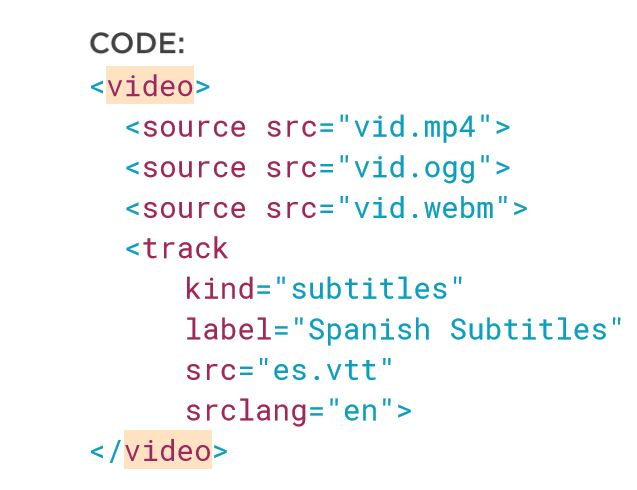 CODE:
<video>
<source src="vid.mp4">
<source src="vid.ogg">
<source src="vid.webm">
<track
kind="subtitles"
label="Spanish Subtitles"
src="es.vtt"
srclang="en">
</video>